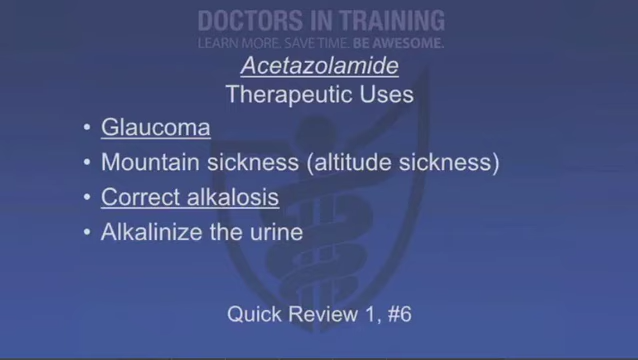 DOCTORS IN TRAINING
LEARN MORE. SAVE TIME. BE AWESOME.
Acetazolamide
Therapeutic Uses
• Glaucoma
• Mountain sickness (altitude sickness)
• Correct alkalosis
• Alkalinize the urine
Quick Review 1, #6